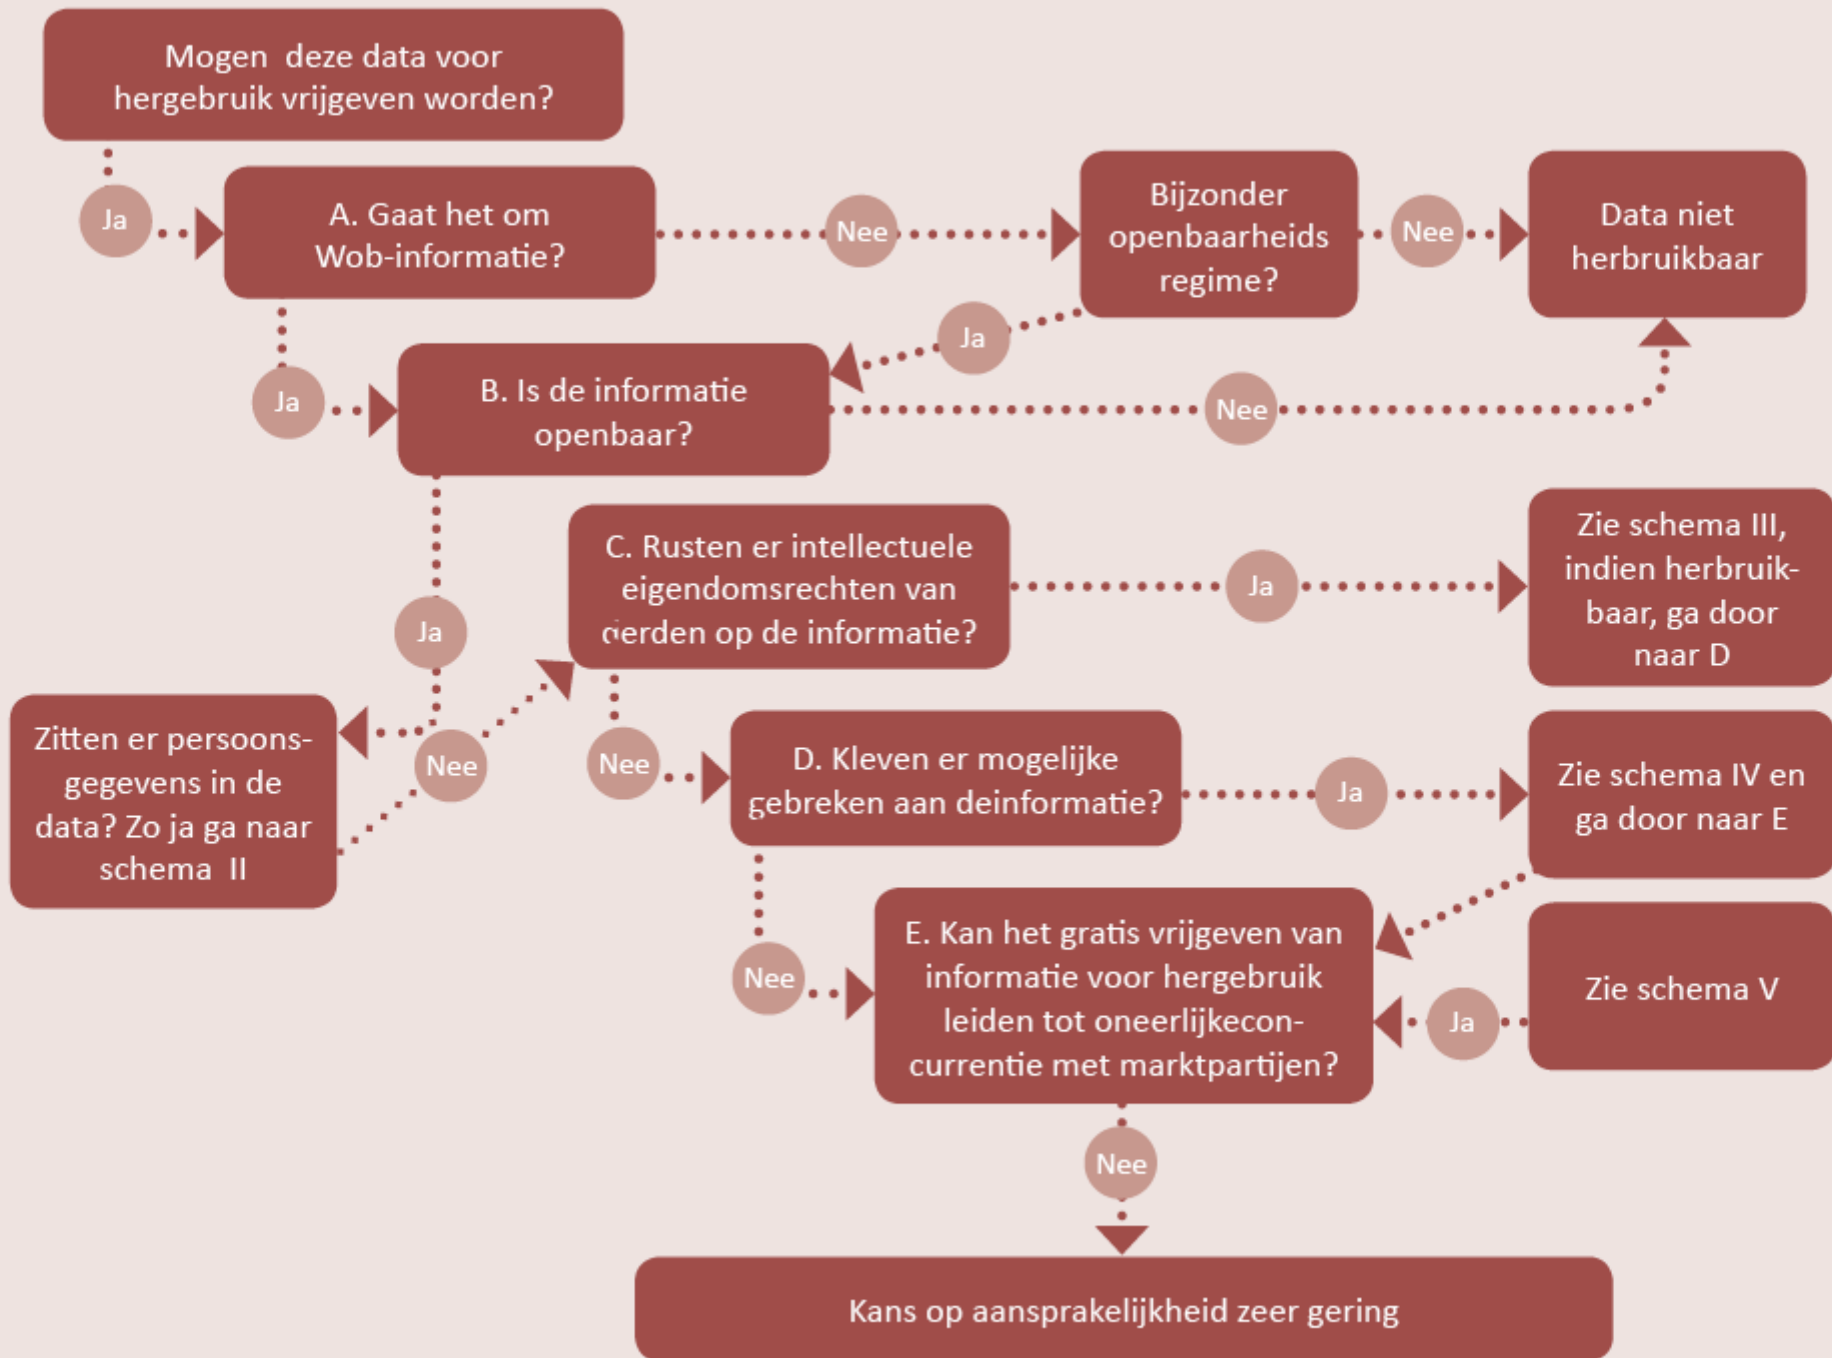 Mogen deze data voor
hergebruik vrijgeven worden?
Ja
A. Gaat het om
Wob-informatie?
Nee
Bijzonder
openbaarheids
regime?
Nee
Data niet
herbruikbaar
Ja
Ja
B. Is de informatie
openbaar?
Nee
Ja
C. Rusten er intellectuele
eigendomsrechten van
derden op de informatie?
Ja
Zie schema III,
indien herbruik-
baar, ga door
naar D
Zitten er persoons-
gegevens in de
data? Zo ja ga naar
schema II
Nee
Nee
D. Kleven er mogelijke
gebreken aan deinformatie?
Ja
Zie schema IV en
ga door naar E
Nee
E. Kan het gratis vrijgeven van
informatie voor hergebruik
leiden tot oneerlijkecon-
currentie met marktpartijen?
Ja
Zie schema V
Nee
Kans op aansprakelijkheid zeer gering